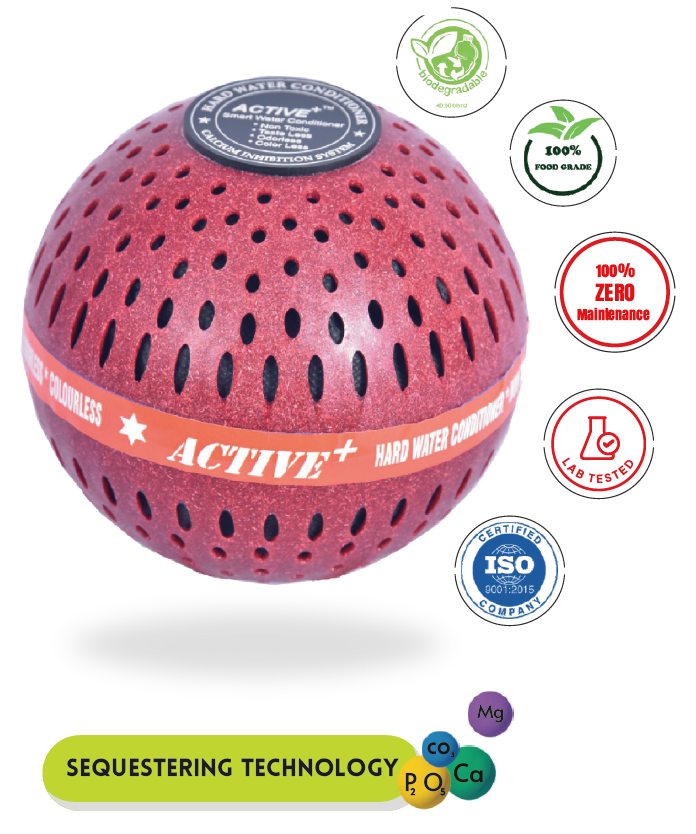 HARD WATER CONDITIONER
ACTIVE+™
Smart Water Conditioner
• Non Toxic
• Taste Less
• Odorless
• Color Less
CALCIUM INHIBITION SYSTEM
* COLOURLESS
ACTIVE+
HARD WATER CONDITIONER
biodegradable
100%
FOOD GRADE
100%
ZERO
Maintenance
LAB TESTED
CERTIFIED
ISO
9001:2015
COMPANY
Mg
CO3
P2O5
Ca
SEQUESTERING TECHNOLOGY